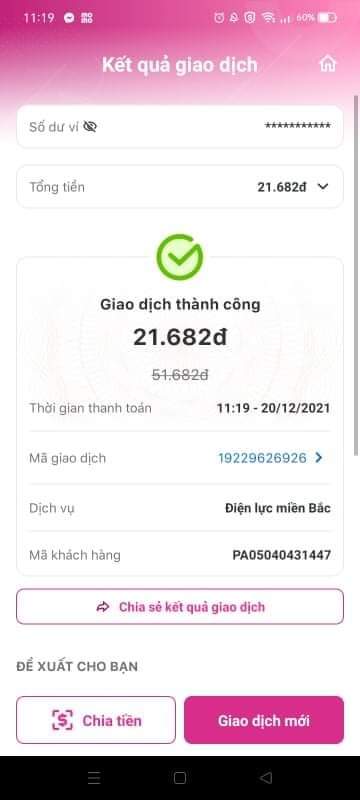 11:19
60%
Kết quả giao dịch
Số dư ví ***********
Tổng tiền 21.682đ
Giao dịch thành công
21.682đ
51.682đ
Thời gian thanh toán 11:19 - 20/12/2021
Mã giao dịch 19229626926
Dịch vụ Điện lực miền Bắc
Mã khách hàng PA05040431447
Chia sẻ kết quả giao dịch
ĐỀ XUẤT CHO BẠN
Chia tiền Giao dịch mới